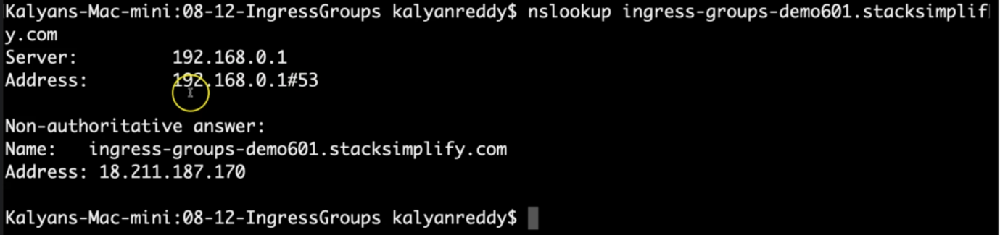 Kalyans-Mac-mini:08-12-IngressGroups kalyanreddy$ nslookup ingress-groups-demo601.stacksimplif
y.com
Server: 192.168.0.1
Address: 192.168.0.1#53
Non-authoritative answer:
Name: ingress-groups-demo601.stacksimplify.com
Address: 18.211.187.170
Kalyans-Mac-mini:08-12-IngressGroups kalyanreddy$